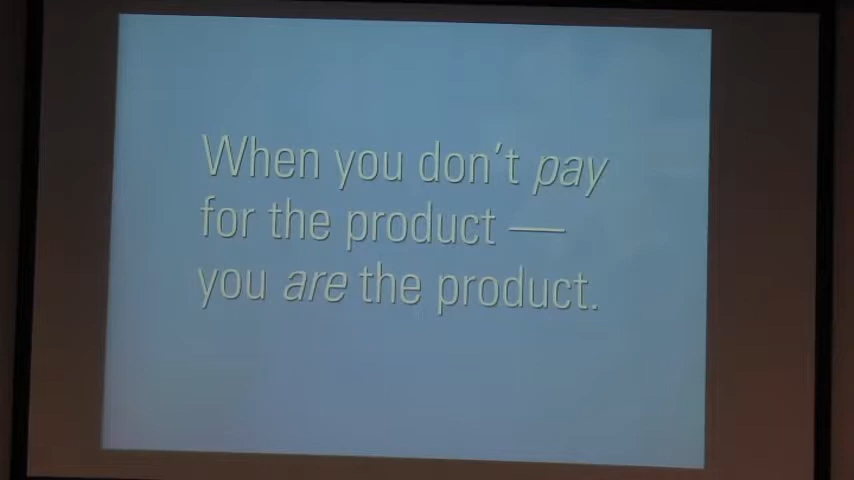 When you don't pay
for the product —
you are the product.